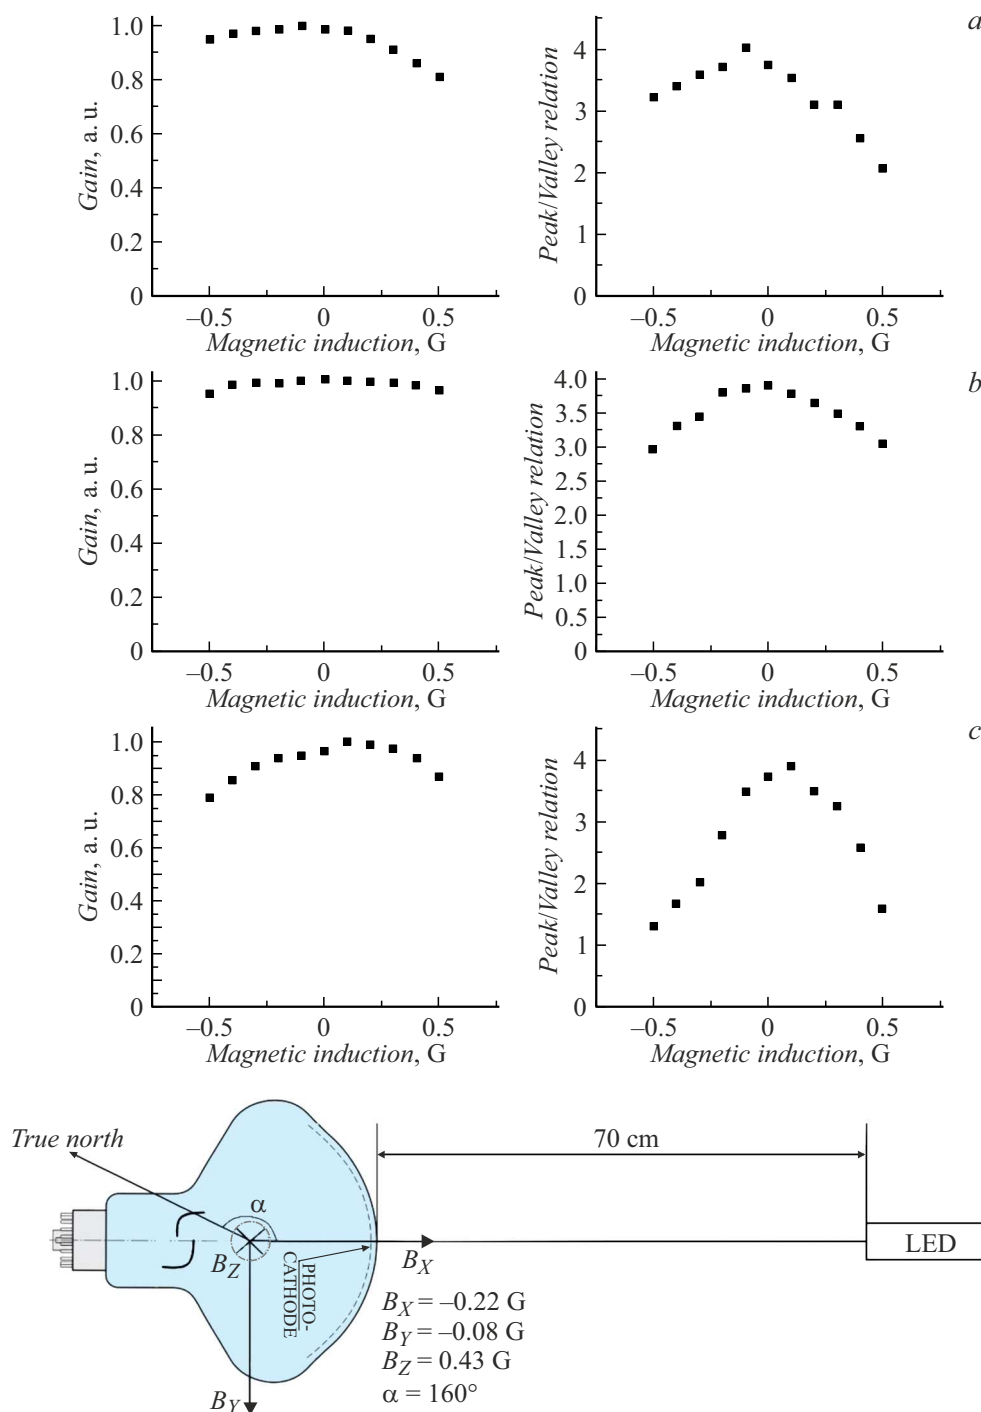 a
1.0
0.8
0.6
0.4
0.2
0
–0.5 0 0.5
Gain, a.u.
Magnetic induction, G
4
3
2
1
0
–0.5 0 0.5
Peak/Valley relation
Magnetic induction, G
b
1.0
0.8
0.6
0.4
0.2
0
–0.5 0 0.5
Gain, a.u.
Magnetic induction, G
4.0
3.5
3.0
2.5
2.0
1.5
1.0
0.5
0
–0.5 0 0.5
Peak/Valley relation
Magnetic induction, G
c
1.0
0.8
0.6
0.4
0.2
0
–0.5 0 0.5
Gain, a.u.
Magnetic induction, G
4
3
2
1
0
–0.5 0 0.5
Peak/Valley relation
Magnetic induction, G
True north
70 cm
α
B_Z
B_X
LED
PHOTO-
CATHODE
B_X = –0.22 G
B_Y = –0.08 G
B_Z = 0.43 G
α = 160°
B_Y